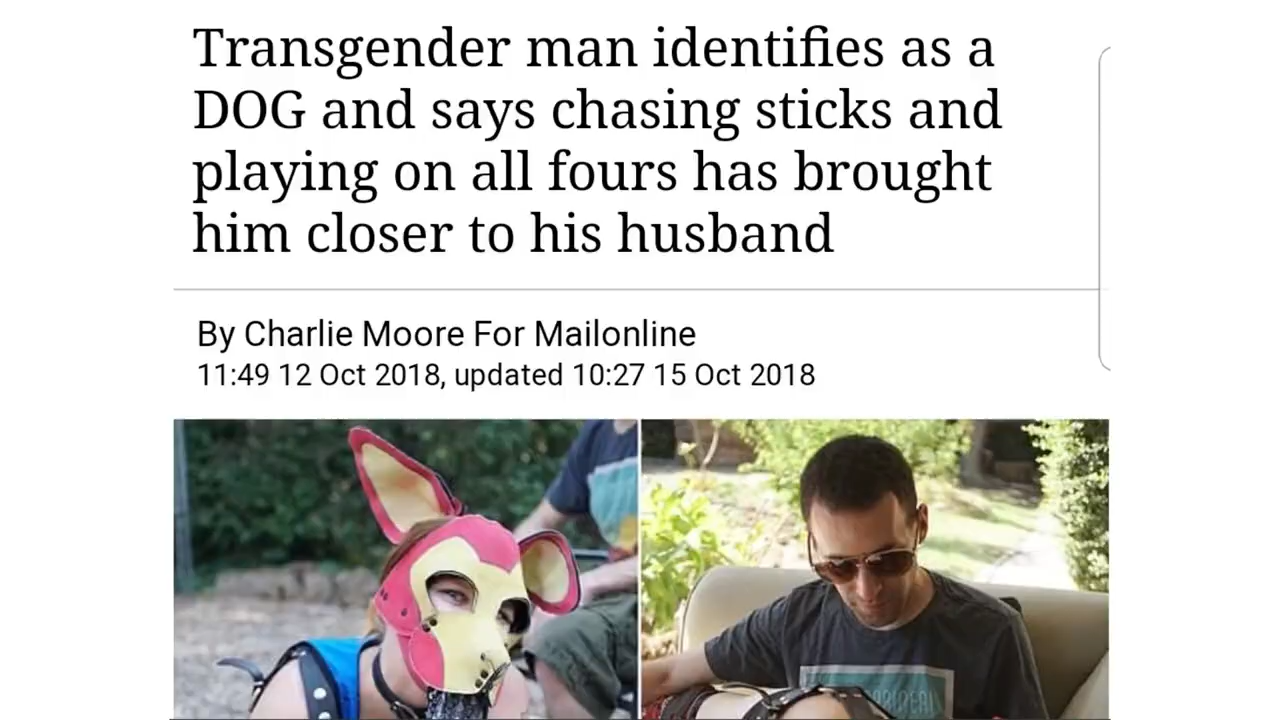 Transgender man identifies as a
DOG and says chasing sticks and
playing on all fours has brought
him closer to his husband
By Charlie Moore For Mailonline
11:49 12 Oct 2018, updated 10:27 15 Oct 2018